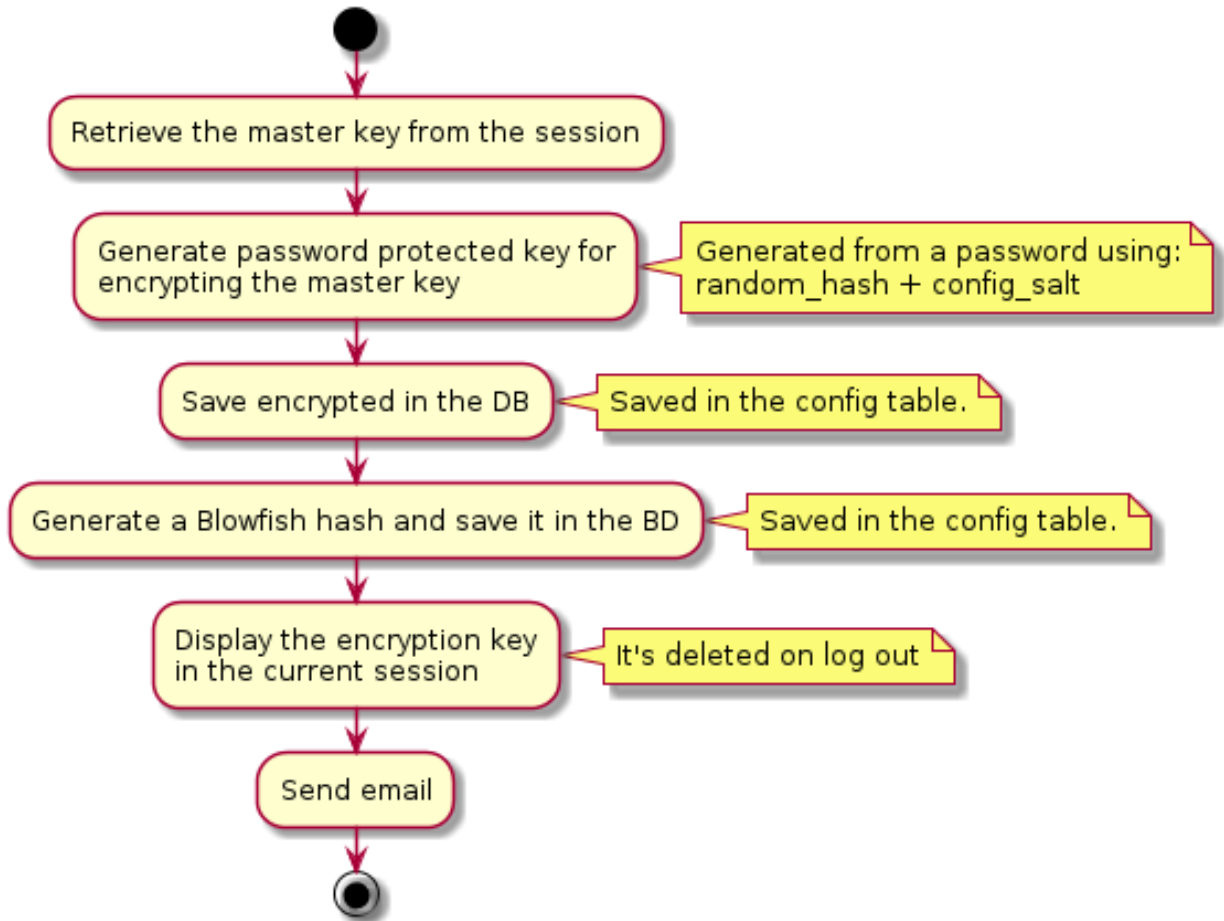 Retrieve the master key from the session
Generate password protected key for
encrypting the master key
Generated from a password using:
random_hash + config_salt
Save encrypted in the DB
Saved in the config table.
Generate a Blowfish hash and save it in the BD
Saved in the config table.
Display the encryption key
in the current session
It's deleted on log out
Send email